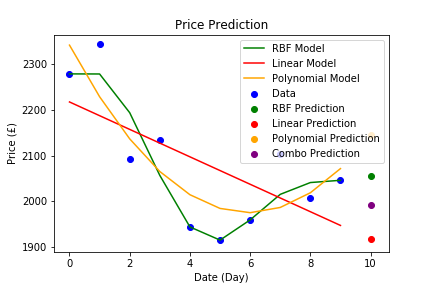 Price Prediction
Price (£)
2300
2200
2100
2000
1900
0
2
4
6
8
10
Date (Day)
RBF Model
Linear Model
Polynomial Model
Data
RBF Prediction
Linear Prediction
Polynomial Prediction
Combo Prediction